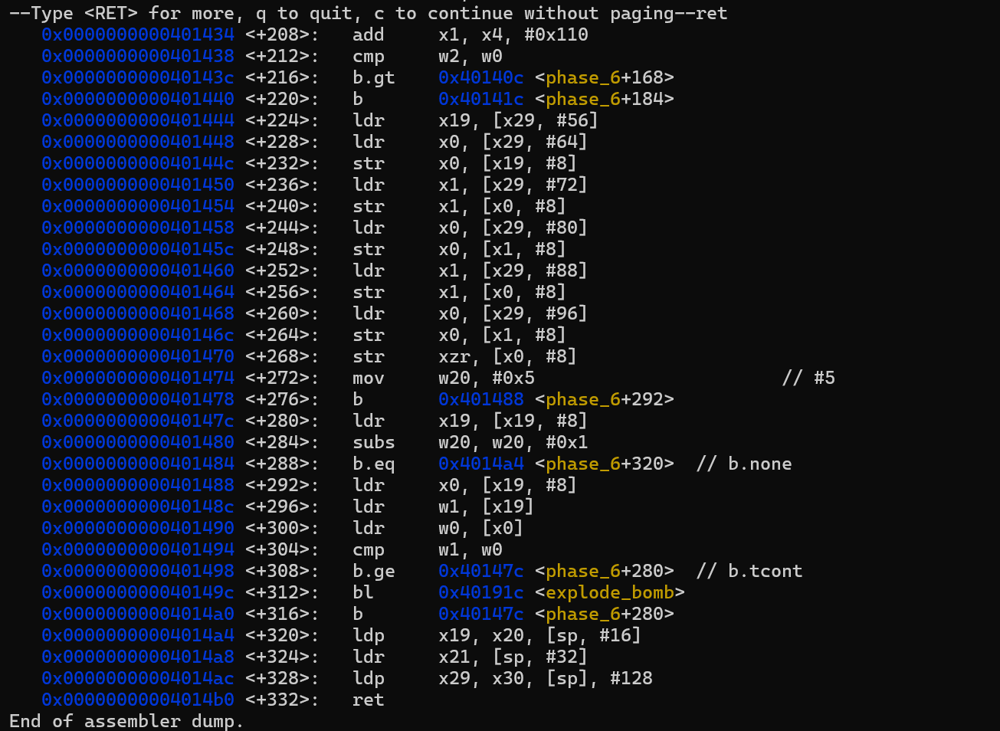 --Type <RET> for more, q to quit, c to continue without paging--ret
   0x0000000000401434 <+208>:	add	x1, x4, #0x110
   0x0000000000401438 <+212>:	cmp	w2, w0
   0x000000000040143c <+216>:	b.gt	0x40140c <phase_6+168>
   0x0000000000401440 <+220>:	b	0x40141c <phase_6+184>
   0x0000000000401444 <+224>:	ldr	x19, [x29, #56]
   0x0000000000401448 <+228>:	ldr	x0, [x29, #64]
   0x000000000040144c <+232>:	str	x0, [x19, #8]
   0x0000000000401450 <+236>:	ldr	x1, [x29, #72]
   0x0000000000401454 <+240>:	str	x1, [x0, #8]
   0x0000000000401458 <+244>:	ldr	x0, [x29, #80]
   0x000000000040145c <+248>:	str	x0, [x1, #8]
   0x0000000000401460 <+252>:	ldr	x1, [x29, #88]
   0x0000000000401464 <+256>:	str	x1, [x0, #8]
   0x0000000000401468 <+260>:	ldr	x0, [x29, #96]
   0x000000000040146c <+264>:	str	x0, [x1, #8]
   0x0000000000401470 <+268>:	str	xzr, [x0, #8]
   0x0000000000401474 <+272>:	mov	w20, #0x5                   	// #5
   0x0000000000401478 <+276>:	b	0x401488 <phase_6+292>
   0x000000000040147c <+280>:	ldr	x19, [x19, #8]
   0x0000000000401480 <+284>:	subs	w20, w20, #0x1
   0x0000000000401484 <+288>:	b.eq	0x4014a4 <phase_6+320>  // b.none
   0x0000000000401488 <+292>:	ldr	x0, [x19, #8]
   0x000000000040148c <+296>:	ldr	w1, [x19]
   0x0000000000401490 <+300>:	ldr	w0, [x0]
   0x0000000000401494 <+304>:	cmp	w1, w0
   0x0000000000401498 <+308>:	b.ge	0x40147c <phase_6+280>  // b.tcont
   0x000000000040149c <+312>:	bl	0x40191c <explode_bomb>
   0x00000000004014a0 <+316>:	b	0x40147c <phase_6+280>
   0x00000000004014a4 <+320>:	ldp	x19, x20, [sp, #16]
   0x00000000004014a8 <+324>:	ldr	x21, [sp, #32]
   0x00000000004014ac <+328>:	ldp	x29, x30, [sp], #128
   0x00000000004014b0 <+332>:	ret
End of assembler dump.